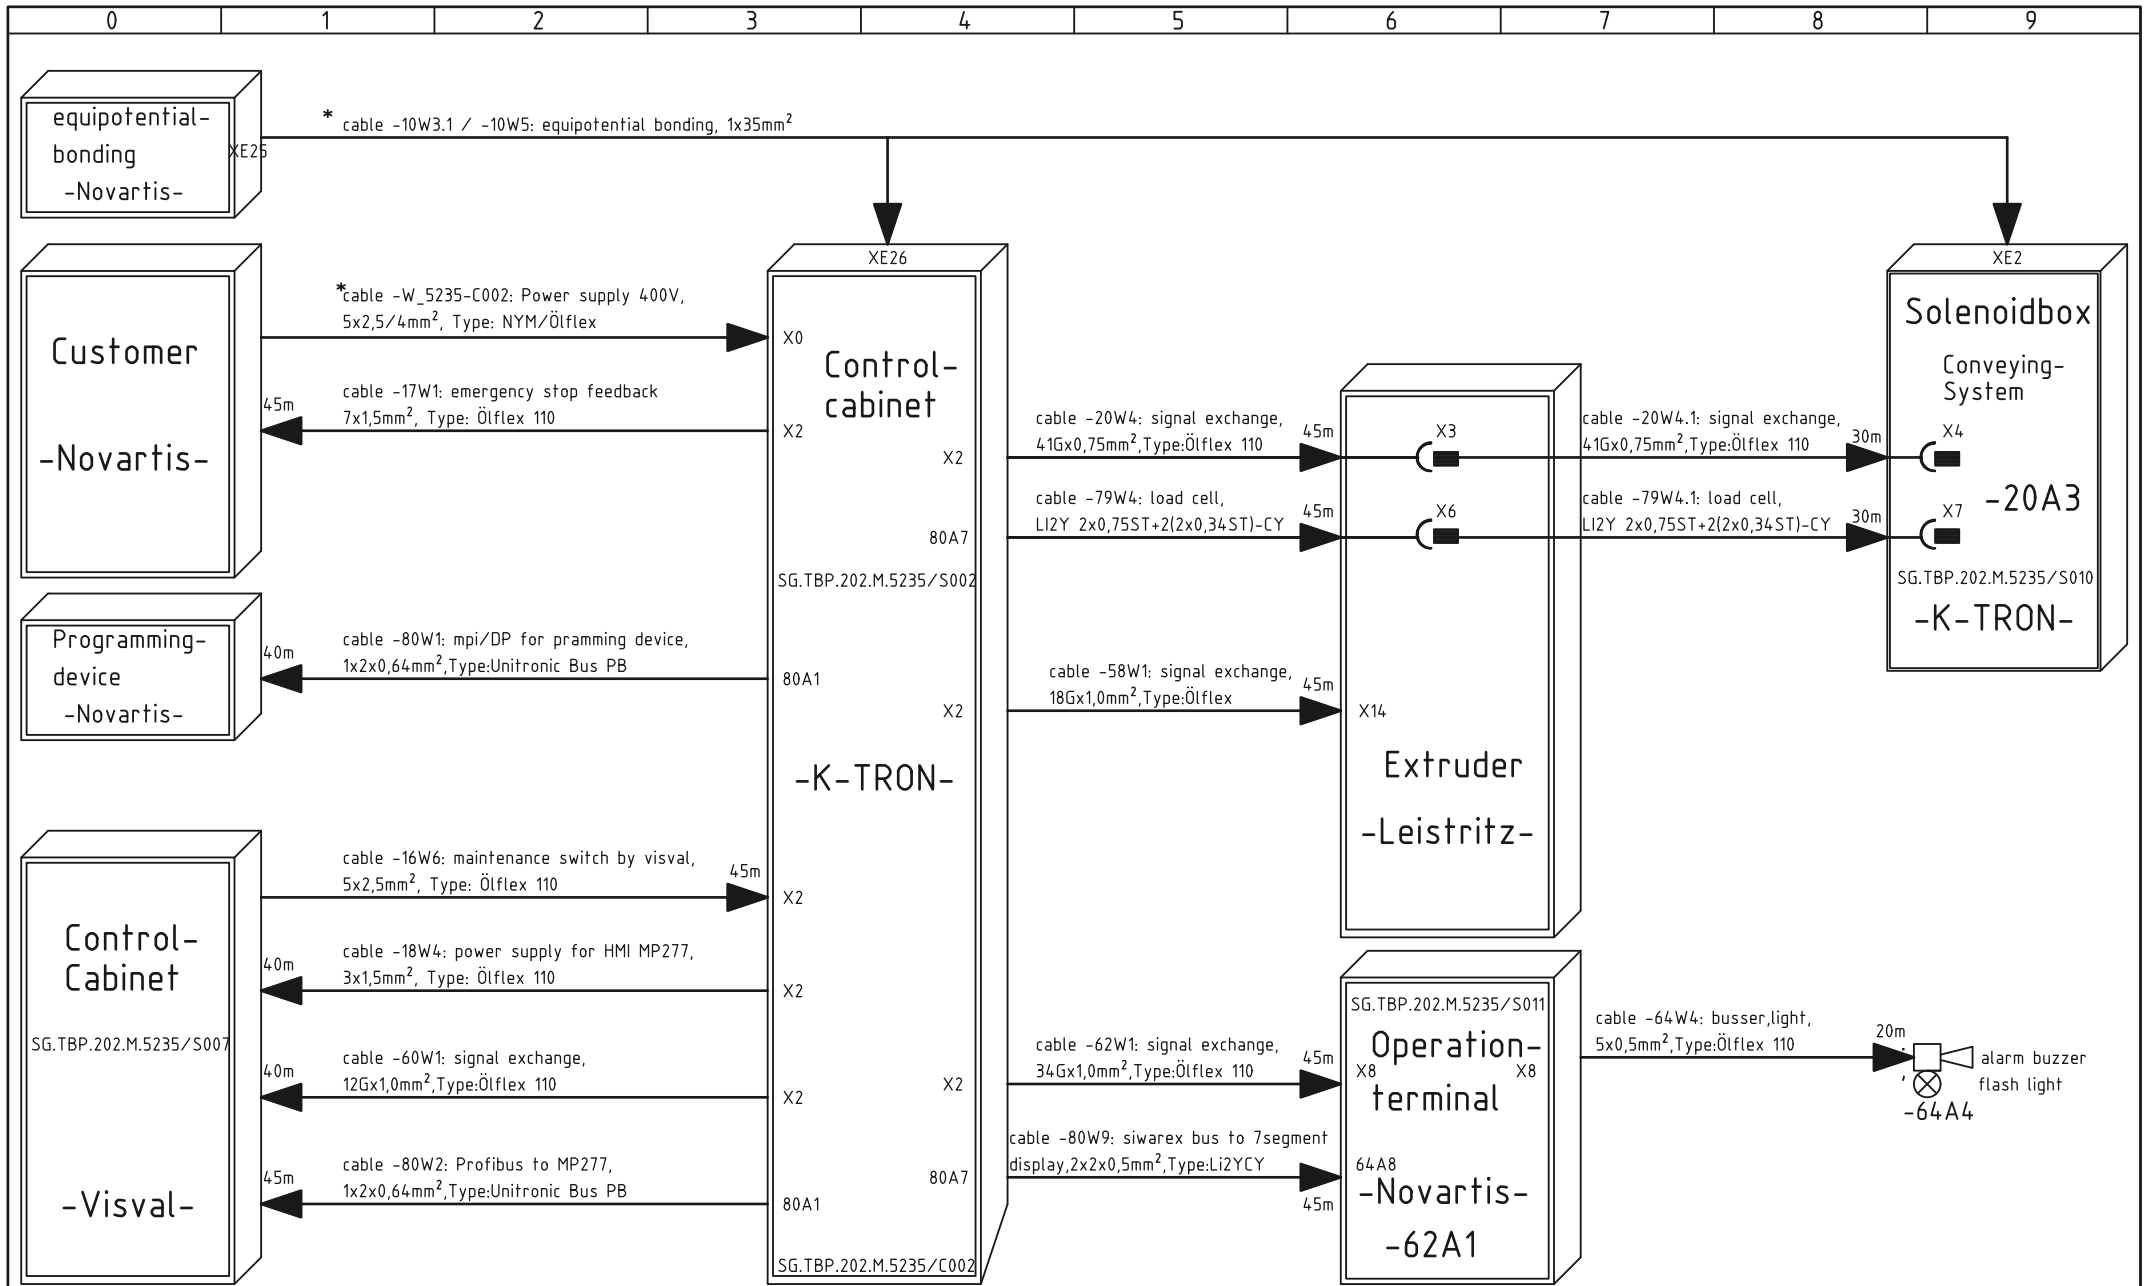 0 1 2 3 4 5 6 7 8 9
equipotential-
bonding
-Novartis-
XE25
* cable -10W3.1 / -10W5: equipotential bonding, 1x35mm²
Customer
-Novartis-
* cable -W_5235-C002: Power supply 400V,
5x2,5/4mm², Type: NYM/Ölflex
45m
cable -17W1: emergency stop feedback
7x1,5mm², Type: Ölflex 110
Programming-
device
-Novartis-
40m
cable -80W1: mpi/DP for pramming device,
1x2x0,64mm²,Type:Unitronic Bus PB
Control-
Cabinet
SG.TBP.202.M.5235/S007
-Visval-
cable -16W6: maintenance switch by visval,
5x2,5mm², Type: Ölflex 110
45m
40m
cable -18W4: power supply for HMI MP277,
3x1,5mm², Type: Ölflex 110
40m
cable -60W1: signal exchange,
12Gx1,0mm²,Type:Ölflex 110
45m
cable -80W2: Profibus to MP277,
1x2x0,64mm²,Type:Unitronic Bus PB
XE26
X0
Control-
cabinet
X2
X2
80A7
SG.TBP.202.M.5235/S002
80A1
X2
-K-TRON-
X2
X2
X2
X2
80A7
80A1
SG.TBP.202.M.5235/C002
cable -20W4: signal exchange,
41Gx0,75mm²,Type:Ölflex 110
45m
cable -79W4: load cell,
LI2Y 2x0,75ST+2(2x0,34ST)-CY
45m
cable -58W1: signal exchange,
18Gx1,0mm²,Type:Ölflex
45m
cable -62W1: signal exchange,
34Gx1,0mm²,Type:Ölflex 110
45m
cable -80W9: siwarex bus to 7segment
display,2x2x0,5mm²,Type:Li2YCY
45m
X3
X6
X14
Extruder
-Leistritz-
SG.TBP.202.M.5235/S011
Operation-
X8 X8
terminal
64A8
-Novartis-
-62A1
cable -20W4.1: signal exchange,
41Gx0,75mm²,Type:Ölflex 110
30m
cable -79W4.1: load cell,
LI2Y 2x0,75ST+2(2x0,34ST)-CY
30m
XE2
Solenoidbox
Conveying-
System
X4
-20A3
X7
SG.TBP.202.M.5235/S010
-K-TRON-
cable -64W4: busser,light,
5x0,5mm²,Type:Ölflex 110
20m
alarm buzzer
flash light
-64A4